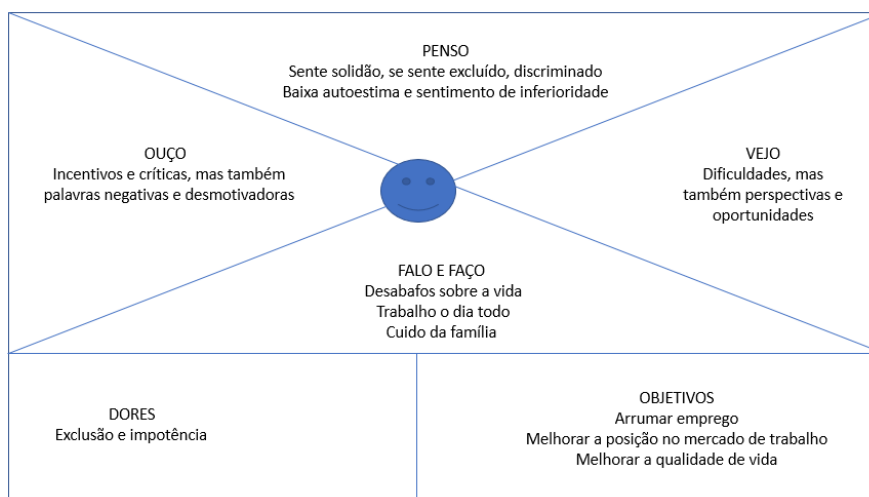 PENSO
Sente solidão, se sente excluído, discriminado
Baixa autoestima e sentimento de inferioridade
OUÇO
Incentivos e críticas, mas também
palavras negativas e desmotivadoras
VEJO
Dificuldades, mas
também perspectivas e
oportunidades
FALO E FAÇO
Desabafos sobre a vida
Trabalho o dia todo
Cuido da família
DORES
Exclusão e impotência
OBJETIVOS
Arrumar emprego
Melhorar a posição no mercado de trabalho
Melhorar a qualidade de vida